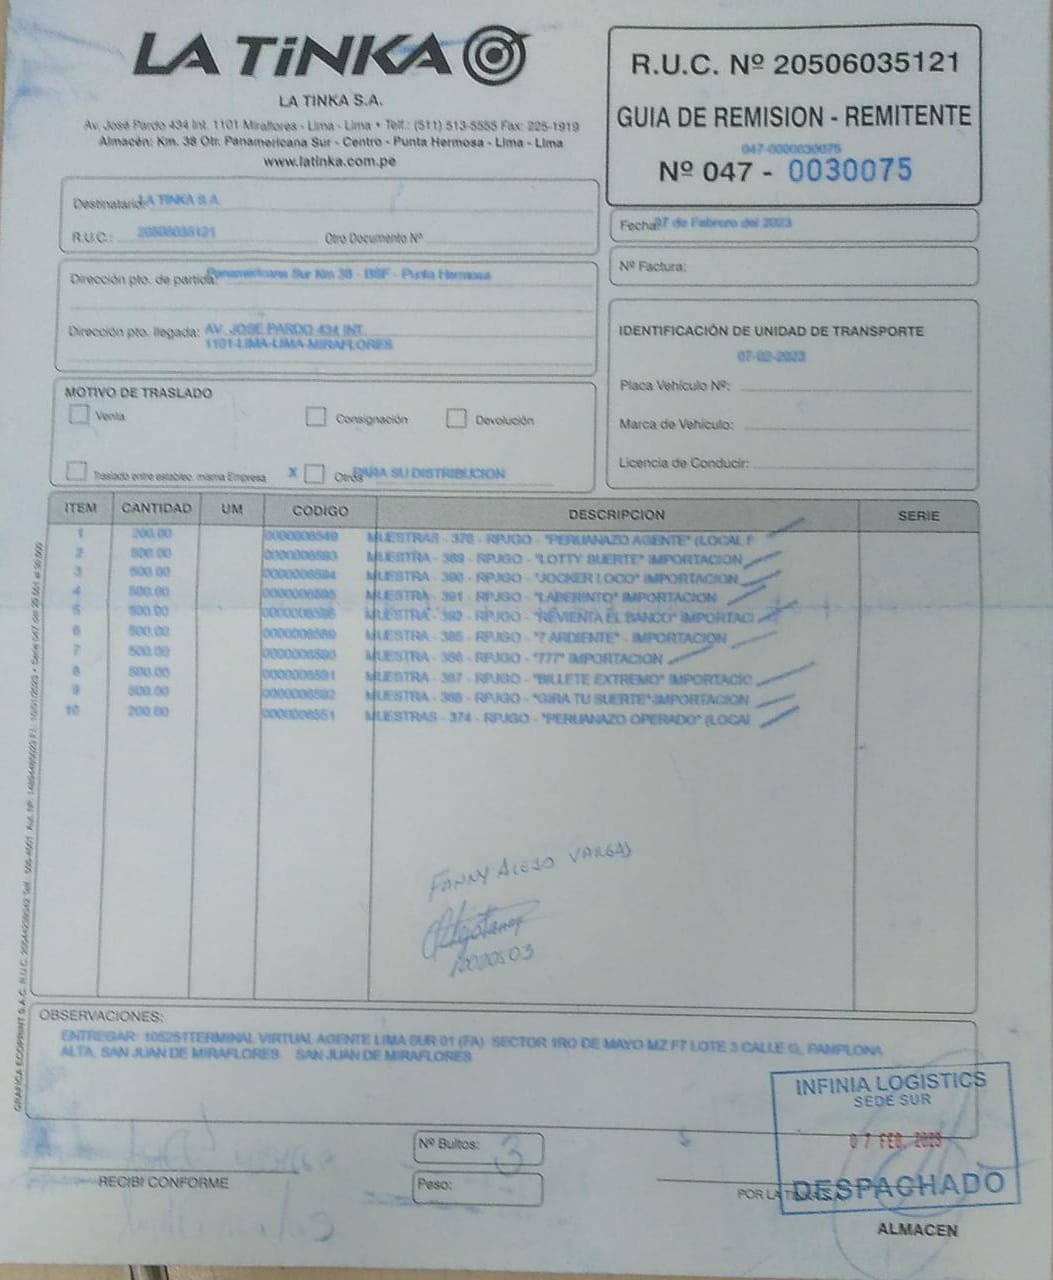 LA TiNKA
LA TINKA S.A.
Av. José Pardo 434 Int. 1101 Miraflores - Lima - Lima • Telf.: (511) 513-5555 Fax: 225-1919
Almacén: Km. 38 Otr. Panamericana Sur - Centro - Punta Hermosa - Lima - Lima
www.latinka.com.pe
R.U.C. Nº 20506035121
GUIA DE REMISION - REMITENTE
047-0000030075
Nº 047 - 0030075
Destinatario: LA TINKA S.A.
R.U.C.: 20506035121 Otro Documento Nº
Fecha: 07 de Febrero del 2023
Nº Factura:
Dirección pto. de partida: Panamericana Sur Km 38 - BSF - Punta Hermosa
Dirección pto. llegada: AV. JOSE PARDO 434 INT.
1101-LIMA-LIMA-MIRAFLORES
IDENTIFICACIÓN DE UNIDAD DE TRANSPORTE
07-02-2023
Placa Vehículo Nº:
Marca de Vehículo:
Licencia de Conducir:
MOTIVO DE TRASLADO
Venta Consignación Devolución
Traslado entre establec. misma Empresa X Otros PARA SU DISTRIBUCION
ITEM CANTIDAD UM CODIGO DESCRIPCION SERIE
1 200.00 0000006549 MUESTRAS - 376 - RPJGO - "PERUANAZO AGENTE" (LOCAL F
2 500.00 0000006593 MUESTRA - 389 - RPJGO - "LOTTY SUERTE" IMPORTACION
3 500.00 0000006594 MUESTRA - 390 - RPJGO - "JOCKER LOCO" IMPORTACION
4 500.00 0000006595 MUESTRA - 391 - RPJGO - "LABERINTO" IMPORTACION
5 500.00 0000006596 MUESTRA - 392 - RPJGO - "REVIENTA EL BANCO" IMPORTACI
6 500.00 0000006589 MUESTRA - 385 - RPJGO - "7 ARDIENTE" - IMPORTACION
7 500.00 0000006590 MUESTRA - 386 - RPJGO - "777" IMPORTACION
8 500.00 0000006591 MUESTRA - 387 - RPJGO - "BILLETE EXTREMO" IMPORTACIC
9 500.00 0000006592 MUESTRA - 388 - RPJGO - "GIRA TU SUERTE"-IMPORTACION
10 200.00 0000006551 MUESTRAS - 374 - RPJGO - "PERUANAZO OPERADO" (LOCAI
FANNY ALEJO VARGAS
10000503
OBSERVACIONES:
ENTREGAR: 105251TERMINAL VIRTUAL AGENTE LIMA SUR 01 (FA) SECTOR 1RO DE MAYO MZ F7 LOTE 3 CALLE G, PAMPLONA
ALTA, SAN JUAN DE MIRAFLORES SAN JUAN DE MIRAFLORES
INFINIA LOGISTICS
SEDE SUR
07 FEB. 2023
DESPACHADO
Nº Bultos: 3
Peso:
RECIBI CONFORME
POR LA TINKA S.A.
ALMACEN